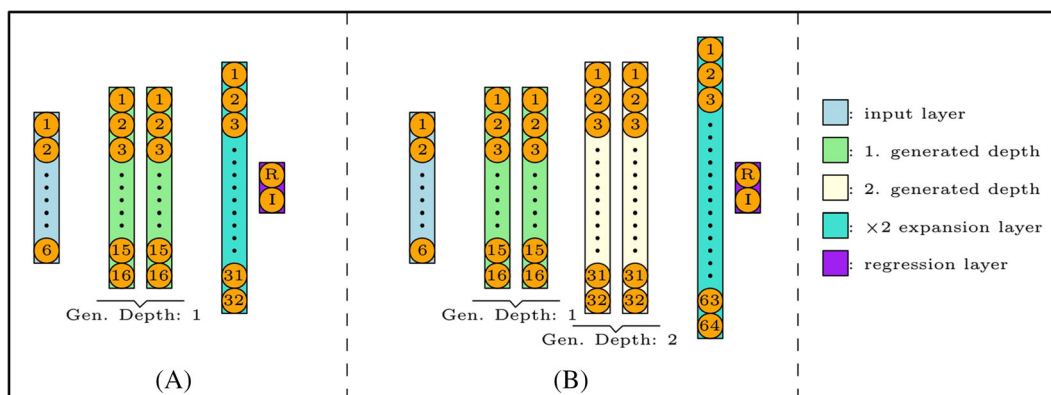 1 1 1 1
2 2 2 2
3 3 3
R
I
6 15 15
16 16 31
32
Gen. Depth: 1
(A)
1 1 1 1 1 1
2 2 2 2 2 2
3 3 3 3 3
R
I
6 15 15 31 31 63
16 16 32 32 64
Gen. Depth: 1
Gen. Depth: 2
(B)
: input layer
: 1. generated depth
: 2. generated depth
: ×2 expansion layer
: regression layer